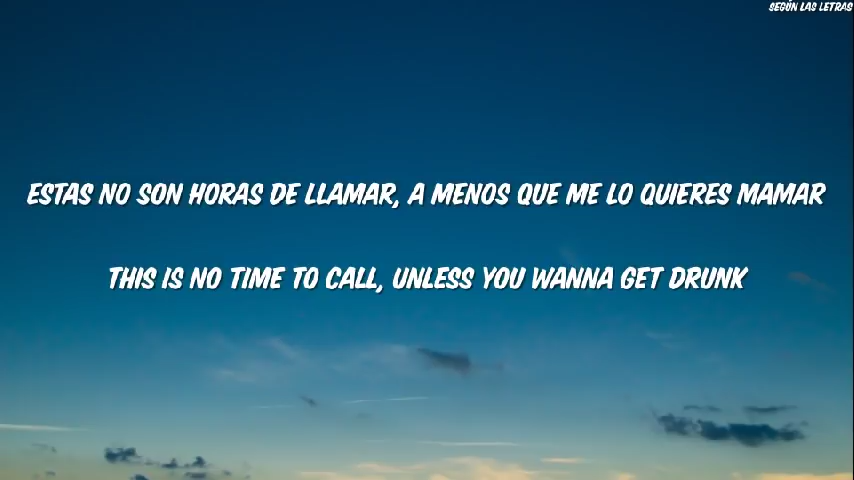 SEGÚN LAS LETRAS
ESTAS NO SON HORAS DE LLAMAR, A MENOS QUE ME LO QUIERES MAMAR
THIS IS NO TIME TO CALL, UNLESS YOU WANNA GET DRUNK